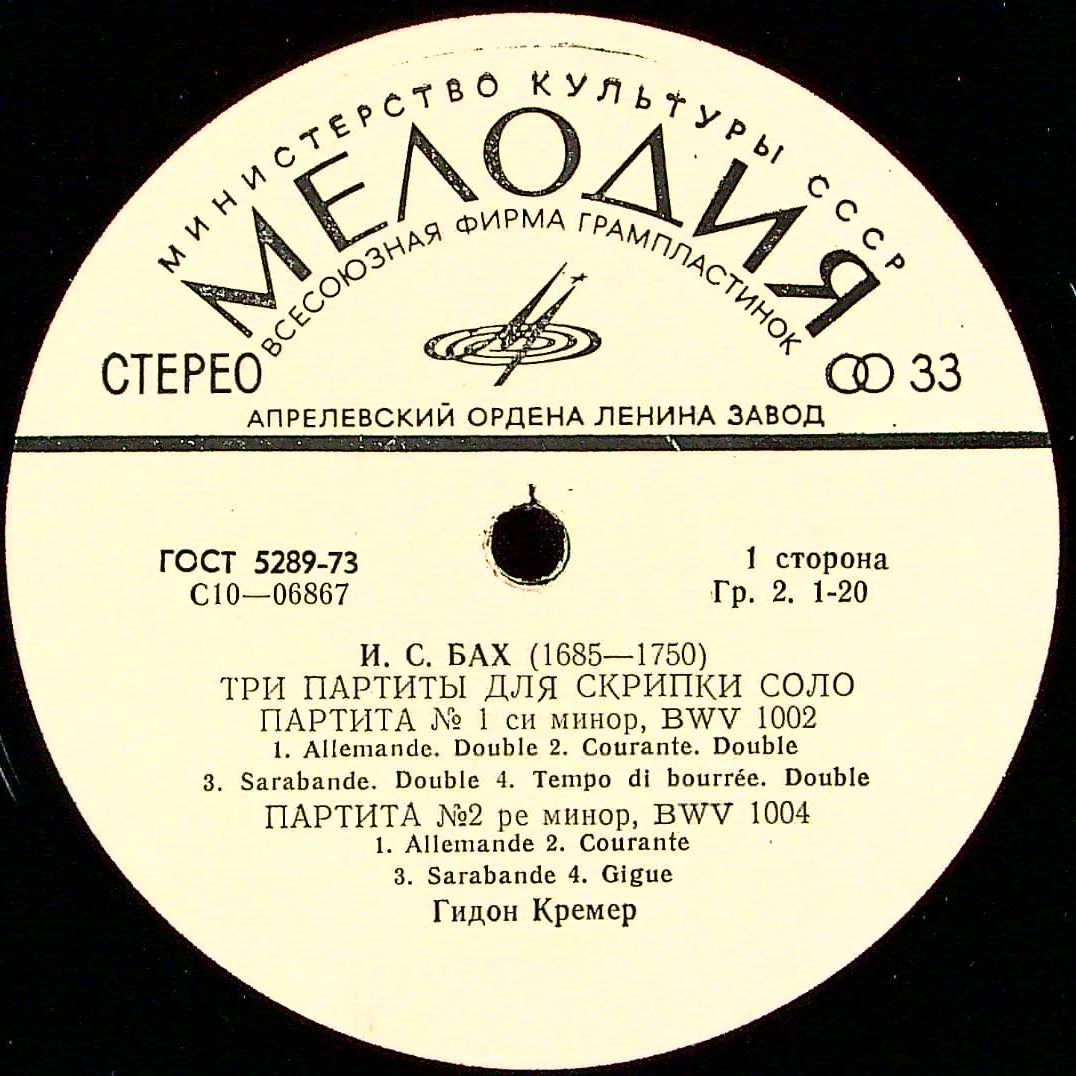 МИНИСТЕРСТВО КУЛЬТУРЫ СССР
МЕЛОДИЯ
ВСЕСОЮЗНАЯ ФИРМА ГРАМПЛАСТИНОК
СТЕРЕО
33
АПРЕЛЕВСКИЙ ОРДЕНА ЛЕНИНА ЗАВОД
ГОСТ 5289-73
1 сторона
С10—06867
Гр. 2. 1-20
И. С. БАХ (1685—1750)
ТРИ ПАРТИТЫ ДЛЯ СКРИПКИ СОЛО
ПАРТИТА № 1 си минор, BWV 1002
1. Allemande. Double 2. Courante. Double
3. Sarabande. Double 4. Tempo di bourrée. Double
ПАРТИТА №2 ре минор, BWV 1004
1. Allemande 2. Courante
3. Sarabande 4. Gigue
Гидон Кремер